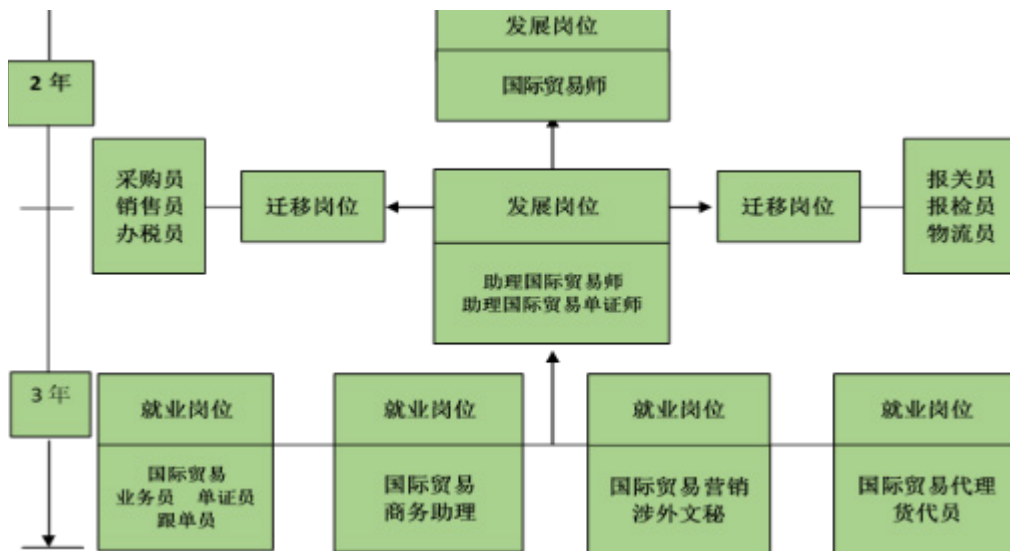 发展岗位
国际贸易师
2 年
采购员
销售员
办税员
迁移岗位
发展岗位
助理国际贸易师
助理国际贸易单证师
迁移岗位
报关员
报检员
物流员
3 年
就业岗位
国际贸易
业务员 单证员
跟单员
就业岗位
国际贸易
商务助理
就业岗位
国际贸易营销
涉外文秘
就业岗位
国际贸易代理
货代员